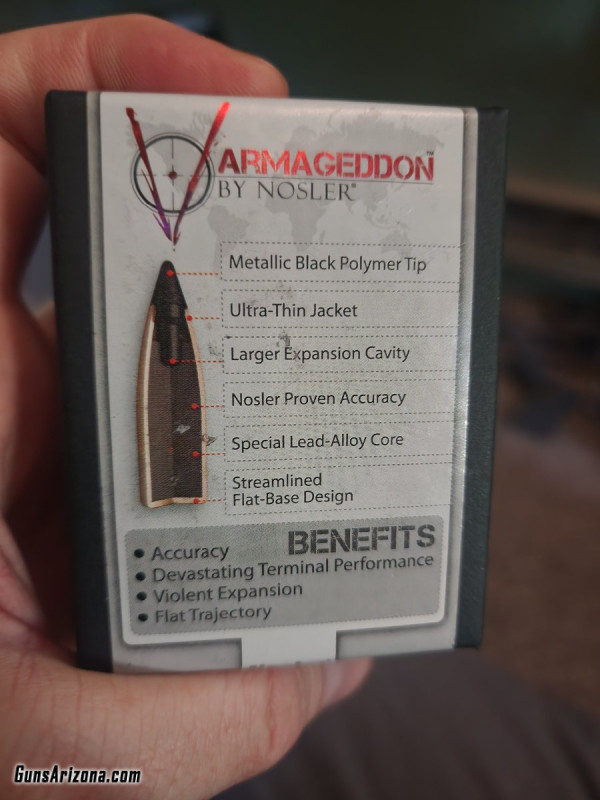 VARMAGEDDON™
BY NOSLER®
Metallic Black Polymer Tip
Ultra-Thin Jacket
Larger Expansion Cavity
Nosler Proven Accuracy
Special Lead-Alloy Core
Streamlined
Flat-Base Design
BENEFITS
• Accuracy
• Devastating Terminal Performance
• Violent Expansion
• Flat Trajectory
GunsArizona.com